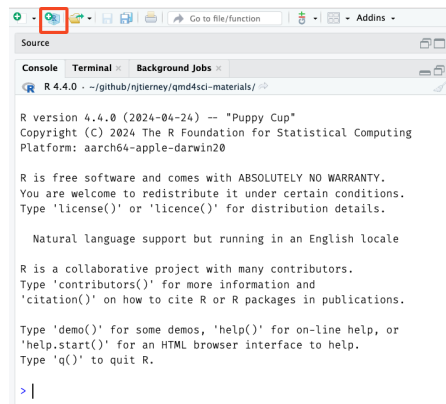 Go to file/function
Addins
Source
Console Terminal × Background Jobs ×
R 4.4.0 · ~/github/njtierney/qmd4sci-materials/
R version 4.4.0 (2024-04-24) -- "Puppy Cup"
Copyright (C) 2024 The R Foundation for Statistical Computing
Platform: aarch64-apple-darwin20
R is free software and comes with ABSOLUTELY NO WARRANTY.
You are welcome to redistribute it under certain conditions.
Type 'license()' or 'licence()' for distribution details.
Natural language support but running in an English locale
R is a collaborative project with many contributors.
Type 'contributors()' for more information and
'citation()' on how to cite R or R packages in publications.
Type 'demo()' for some demos, 'help()' for on-line help, or
'help.start()' for an HTML browser interface to help.
Type 'q()' to quit R.
>